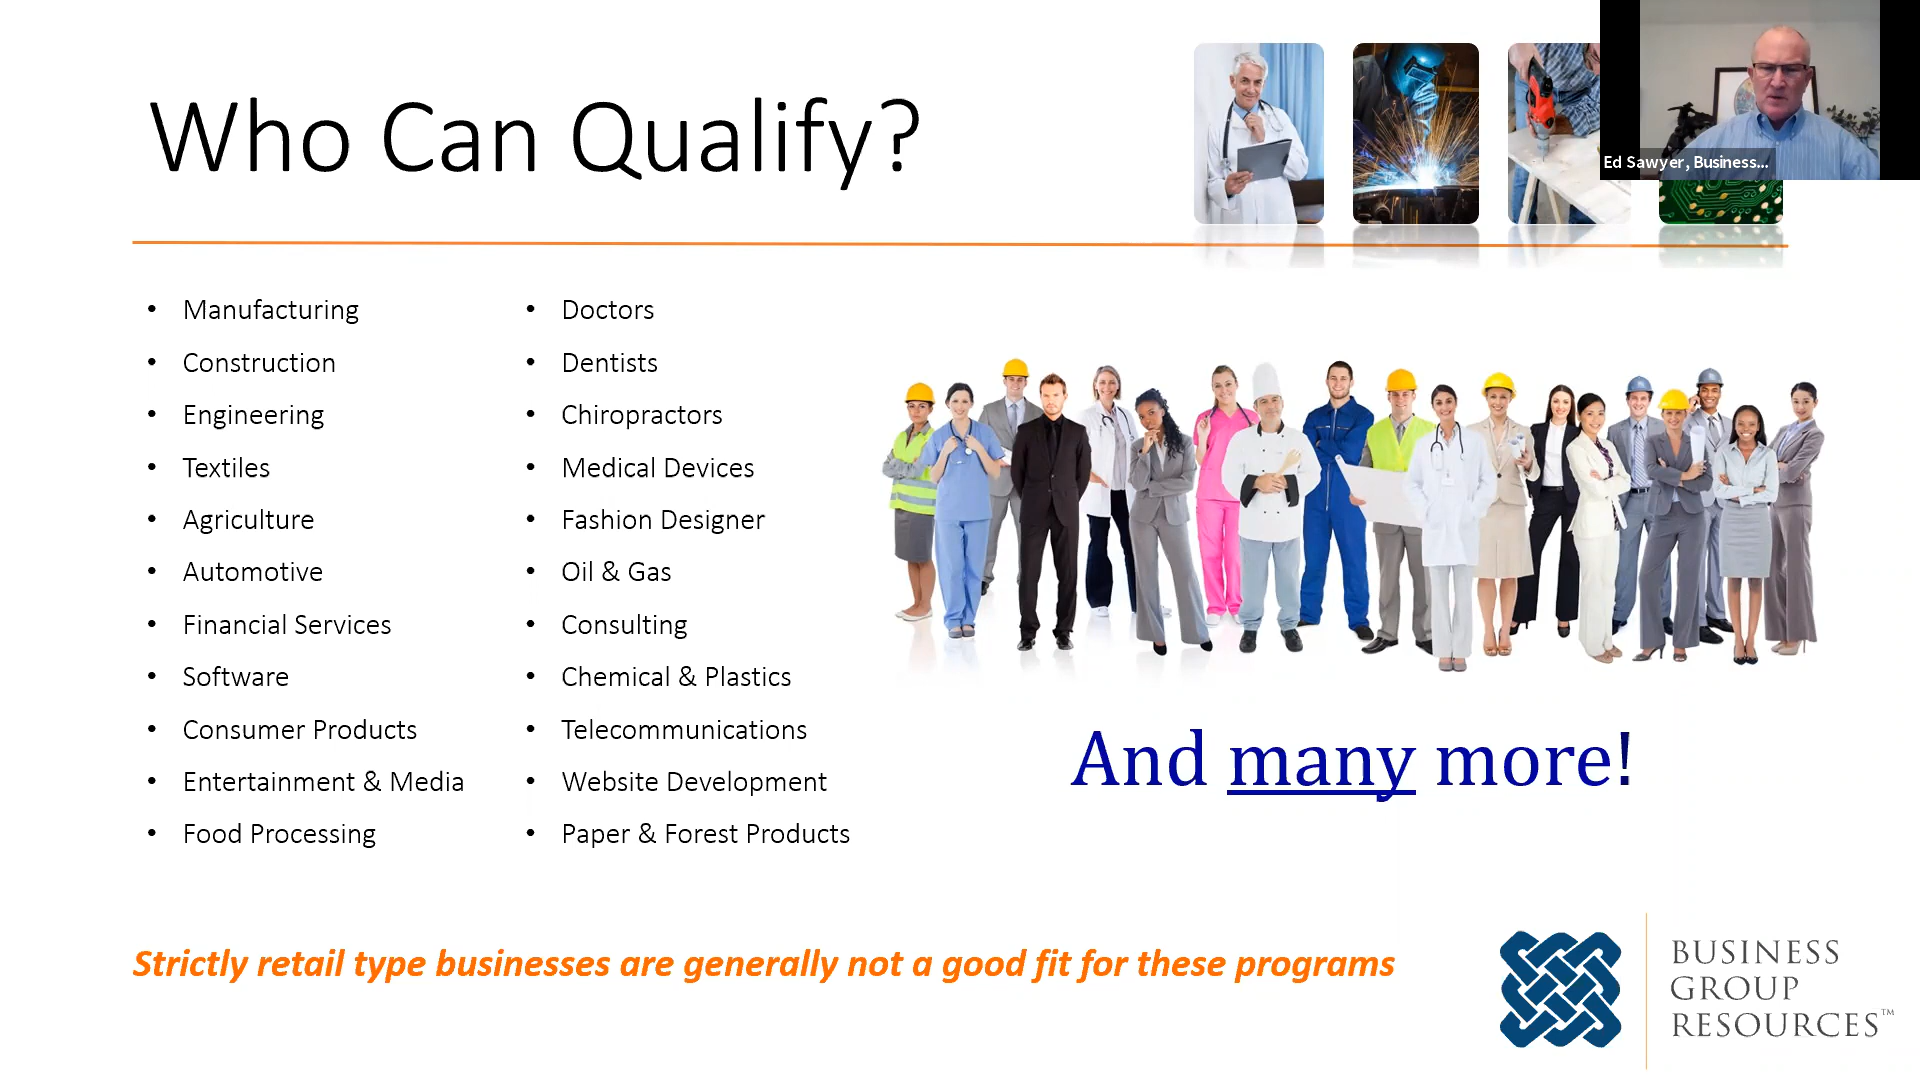 Who Can Qualify?
Ed Sawyer, Business...
• Manufacturing
• Construction
• Engineering
• Textiles
• Agriculture
• Automotive
• Financial Services
• Software
• Consumer Products
• Entertainment & Media
• Food Processing
• Doctors
• Dentists
• Chiropractors
• Medical Devices
• Fashion Designer
• Oil & Gas
• Consulting
• Chemical & Plastics
• Telecommunications
• Website Development
• Paper & Forest Products
And many more!
Strictly retail type businesses are generally not a good fit for these programs
BUSINESS
GROUP
RESOURCES™